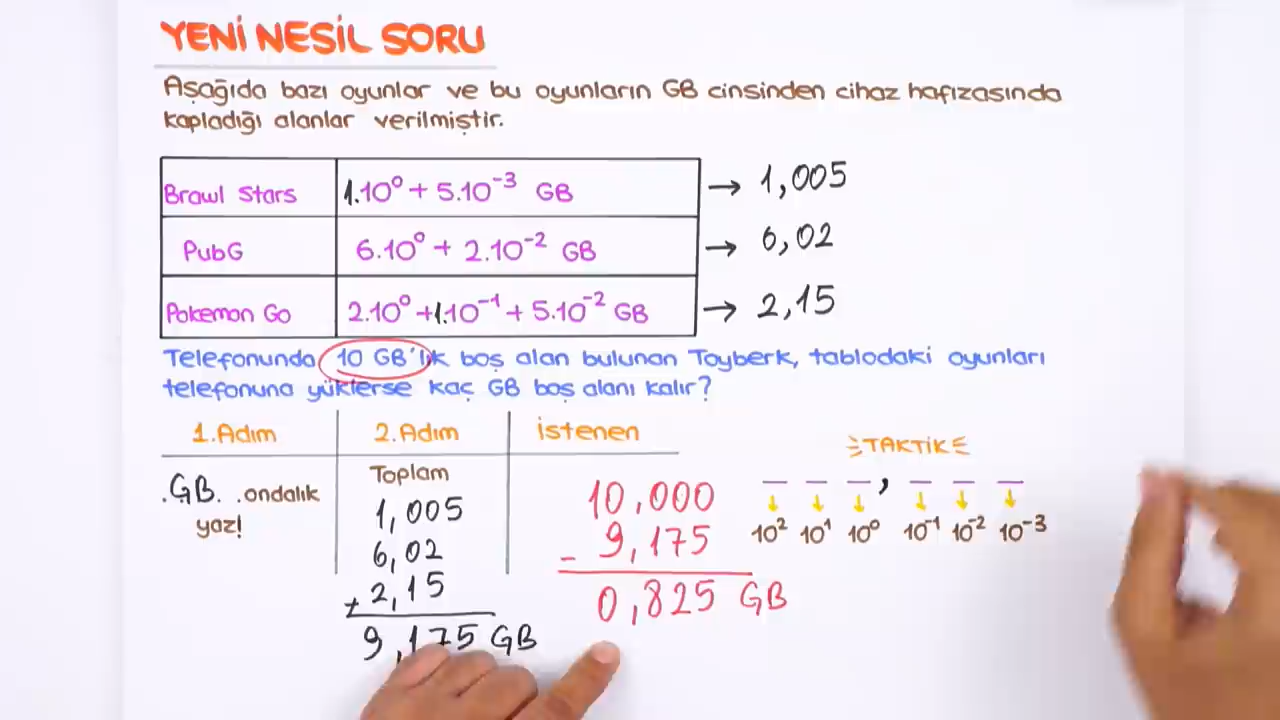 YENİ NESİL SORU
Aşağıda bazı oyunlar ve bu oyunların GB cinsinden cihaz hafızasında
kapladığı alanlar verilmiştir.
Brawl Stars 1.10⁰ + 5.10⁻³ GB → 1,005
PubG 6.10⁰ + 2.10⁻² GB → 6,02
Pokemon Go 2.10⁰ + 1.10⁻¹ + 5.10⁻² GB → 2,15
Telefonunda 10 GB'lık boş alan bulunan Toyberk, tablodaki oyunları
telefonuna yüklerse kaç GB boş alanı kalır?
1. Adım
.GB. .ondalık
yaz!
2. Adım
Toplam
1,005
6,02
+ 2,15
9,175 GB
İstenen
10,000
- 9,175
0,825 GB
TAKTİK
_ _ _ , _ _ _
↓ ↓ ↓ ↓ ↓ ↓
10² 10¹ 10⁰ 10⁻¹ 10⁻² 10⁻³